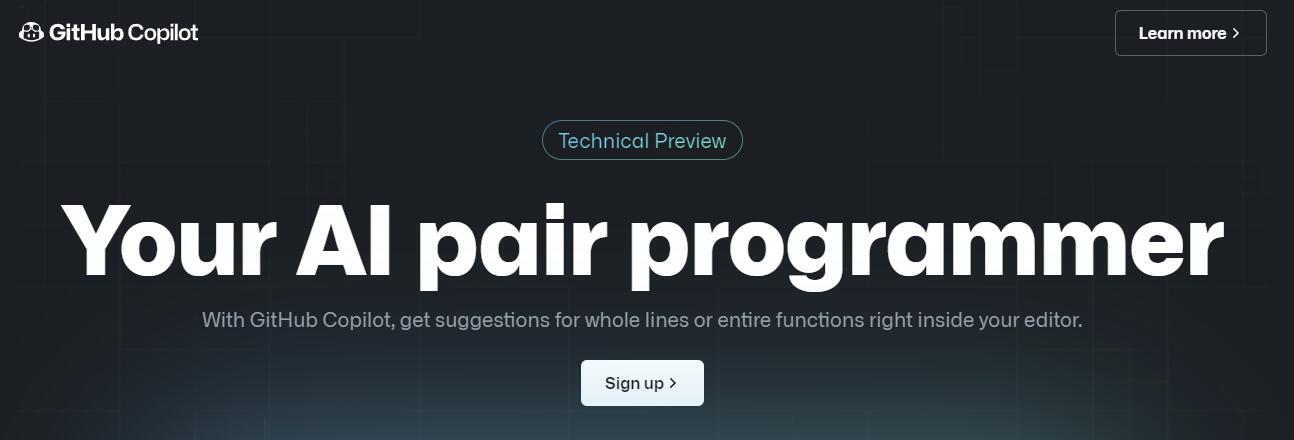 GitHub Copilot
Learn more
Technical Preview
Your AI pair programmer
With GitHub Copilot, get suggestions for whole lines or entire functions right inside your editor.
Sign up